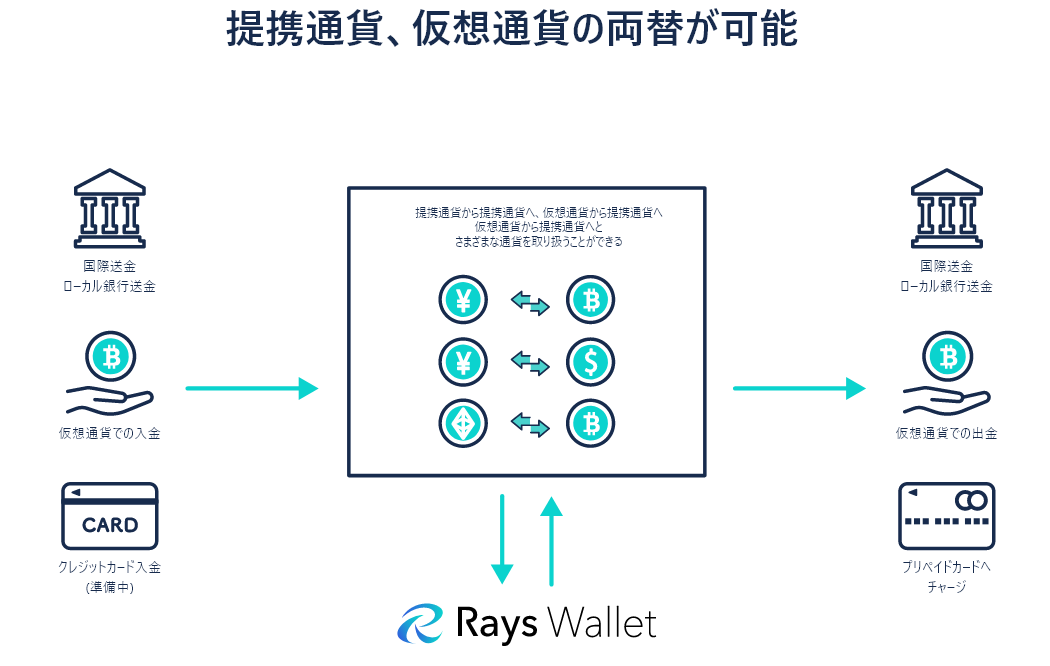 提携通貨、仮想通貨の両替が可能
国際送金
ローカル銀行送金
仮想通貨での入金
CARD
クレジットカード入金
(準備中)
提携通貨から提携通貨へ、仮想通貨から提携通貨へ
仮想通貨から提携通貨へと
さまざまな通貨を取り扱うことができる
¥
¥ $
Rays Wallet
国際送金
ローカル銀行送金
仮想通貨での出金
プリペイドカードへ
チャージ